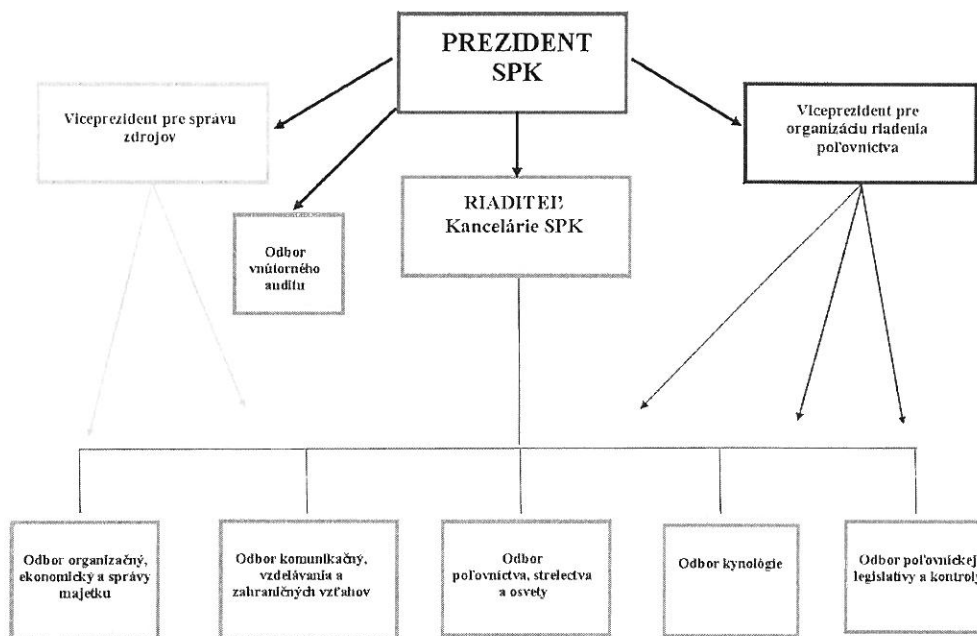 PREZIDENT
SPK
Viceprezident pre správu
zdrojov
Viceprezident pre
organizáciu riadenia
poľovníctva
RIADITEĽ
Kancelárie SPK
Odbor
vnútorného
auditu
Odbor organizačný,
ekonomický a správy
majetku
Odbor komunikačný,
vzdelávania a
zahraničných vzťahov
Odbor
poľovníctva, strelectva
a osvety
Odbor kynológie
Odbor poľovníckej
legislatívy a kontroly